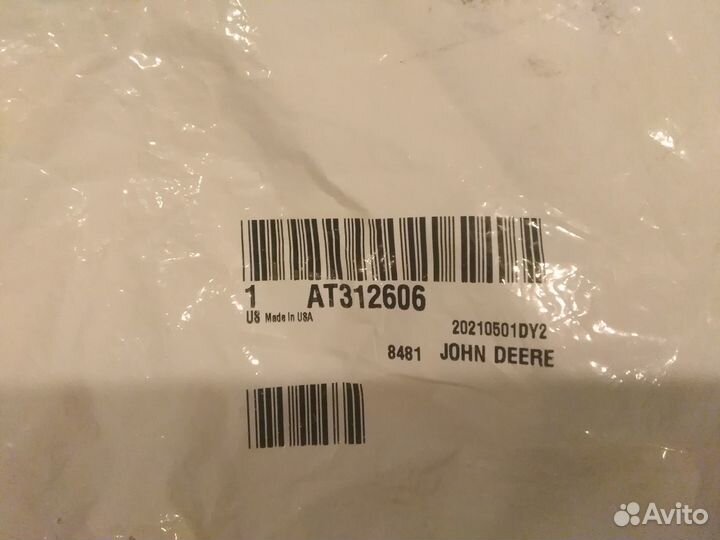 1 AT312606
US Made in USA
20210501DY2
8481 JOHN DEERE
Avito